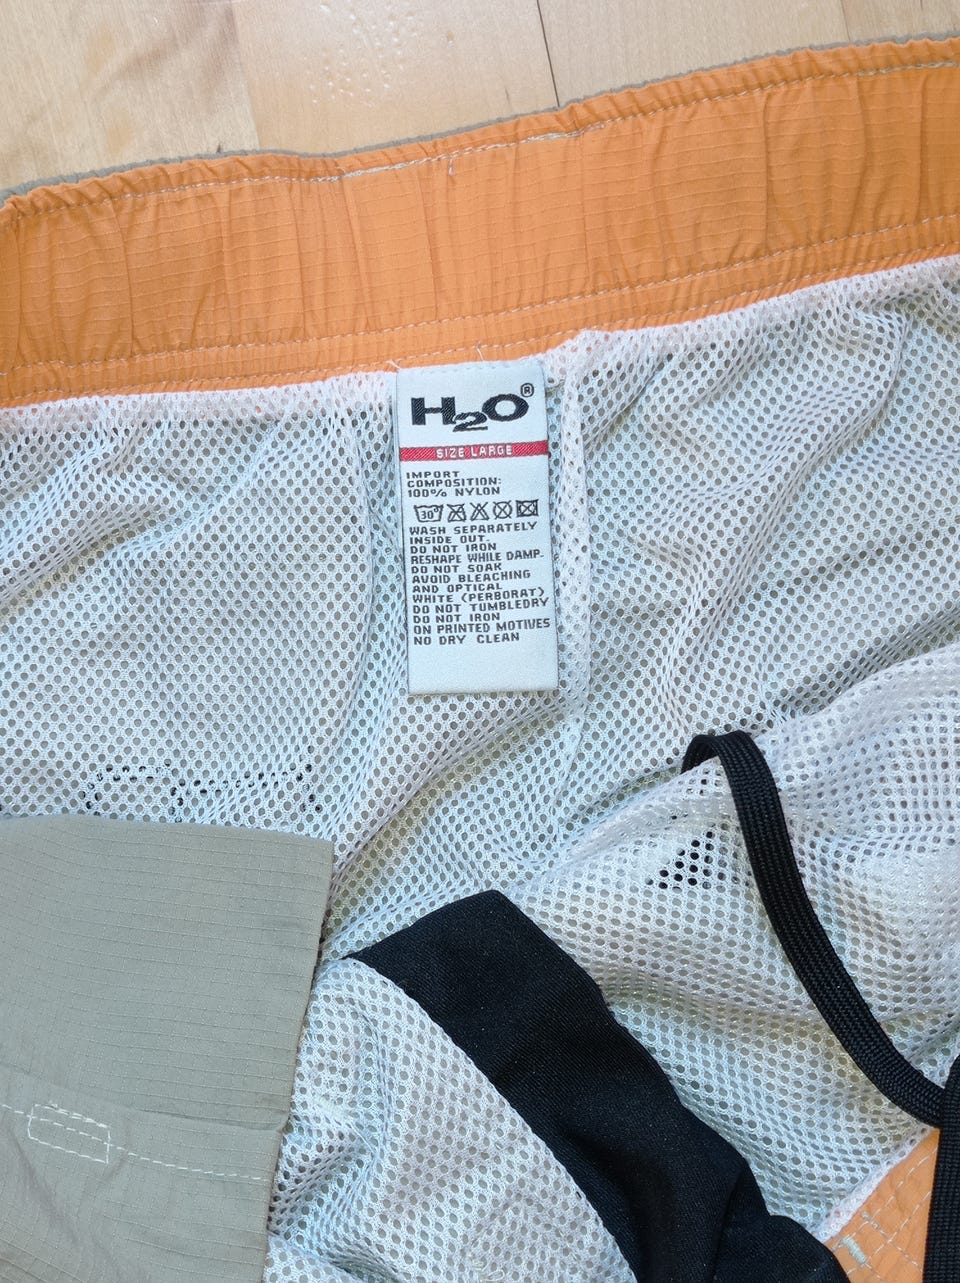 H2O®
SIZE LARGE
IMPORT
COMPOSITION:
100% NYLON
30°
WASH SEPARATELY
INSIDE OUT.
DO NOT IRON
RESHAPE WHILE DAMP.
DO NOT SOAK
AVOID BLEACHING
AND OPTICAL
WHITE (PERBORAT)
DO NOT TUMBLEDRY
DO NOT IRON
ON PRINTED MOTIVES
NO DRY CLEAN